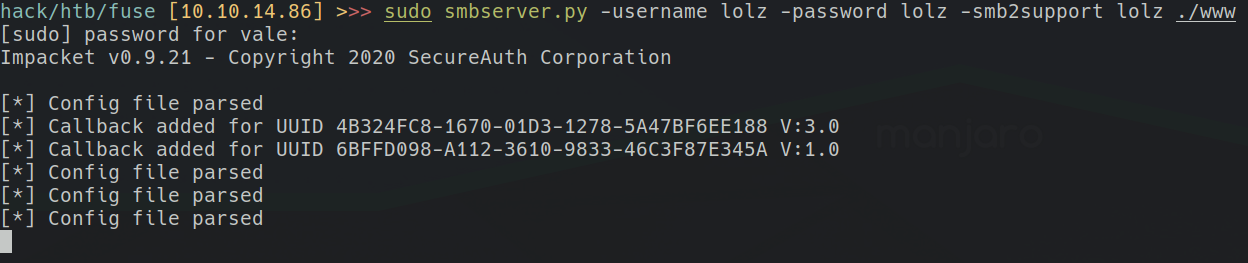 hack/htb/fuse [10.10.14.86] >>> sudo smbserver.py -username lolz -password lolz -smb2support lolz ./www
[sudo] password for vale:
Impacket v0.9.21 - Copyright 2020 SecureAuth Corporation
[*] Config file parsed
[*] Callback added for UUID 4B324FC8-1670-01D3-1278-5A47BF6EE188 V:3.0
[*] Callback added for UUID 6BFFD098-A112-3610-9833-46C3F87E345A V:1.0
manjaro
[*] Config file parsed
[*] Config file parsed
[*] Config file parsed